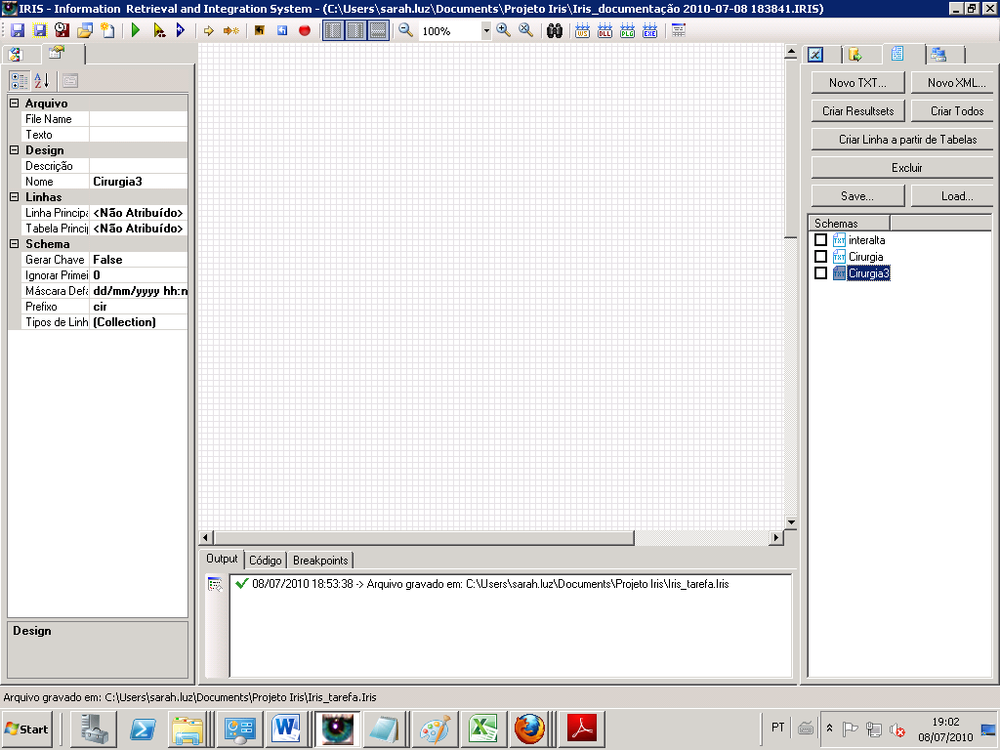 IRIS - Information Retrieval and Integration System - (C:\Users\sarah.luz\Documents\Projeto Iris\Iris_documentação 2010-07-08 183841.IRIS)
100%
WS
DLL
PLG
EXE
Arquivo
File Name
Texto
Design
Descrição
Nome Cirurgia3
Linhas
Linha Principa <Não Atribuído>
Tabela Princi <Não Atribuído>
Schema
Gerar Chave False
Ignorar Primei 0
Máscara Defa dd/mm/yyyy hh:n
Prefixo cir
Tipos de Linh (Collection)
Design
Output
Código
Breakpoints
08/07/2010 18:53:38 -> Arquivo gravado em: C:\Users\sarah.luz\Documents\Projeto Iris\Iris_tarefa.Iris
Novo TXT...
Novo XML...
Criar Resultsets
Criar Todos
Criar Linha a partir de Tabelas
Excluir
Save...
Load...
Schemas
interalta
Cirurgia
Cirurgia3
Arquivo gravado em: C:\Users\sarah.luz\Documents\Projeto Iris\Iris_tarefa.Iris
Start
PT
19:02
08/07/2010